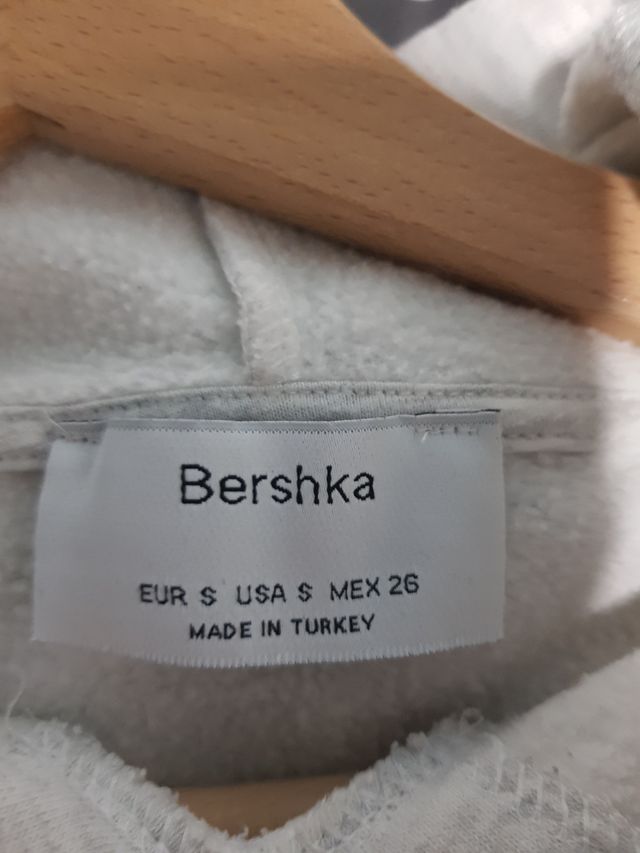 Bershka
EUR S USA S MEX 26
MADE IN TURKEY